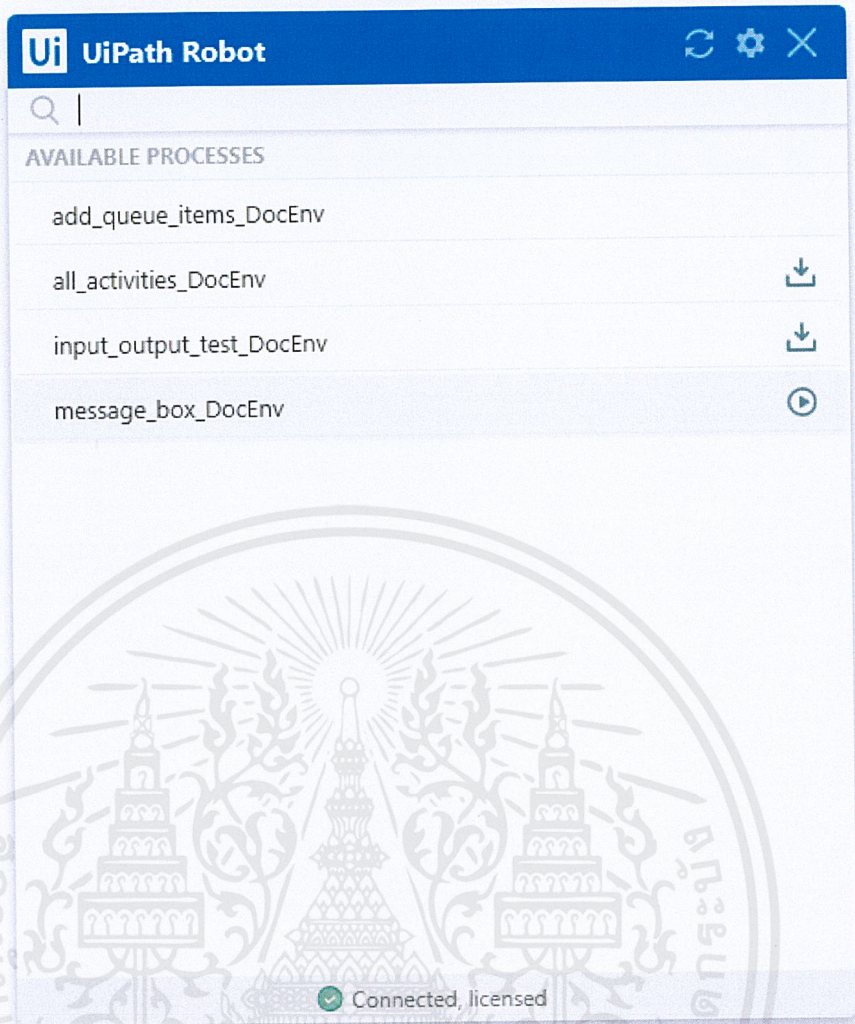 Ui UiPath Robot
AVAILABLE PROCESSES
add_queue_items_DocEnv
all_activities_DocEnv
input_output_test_DocEnv
message_box_DocEnv
Connected, licensed